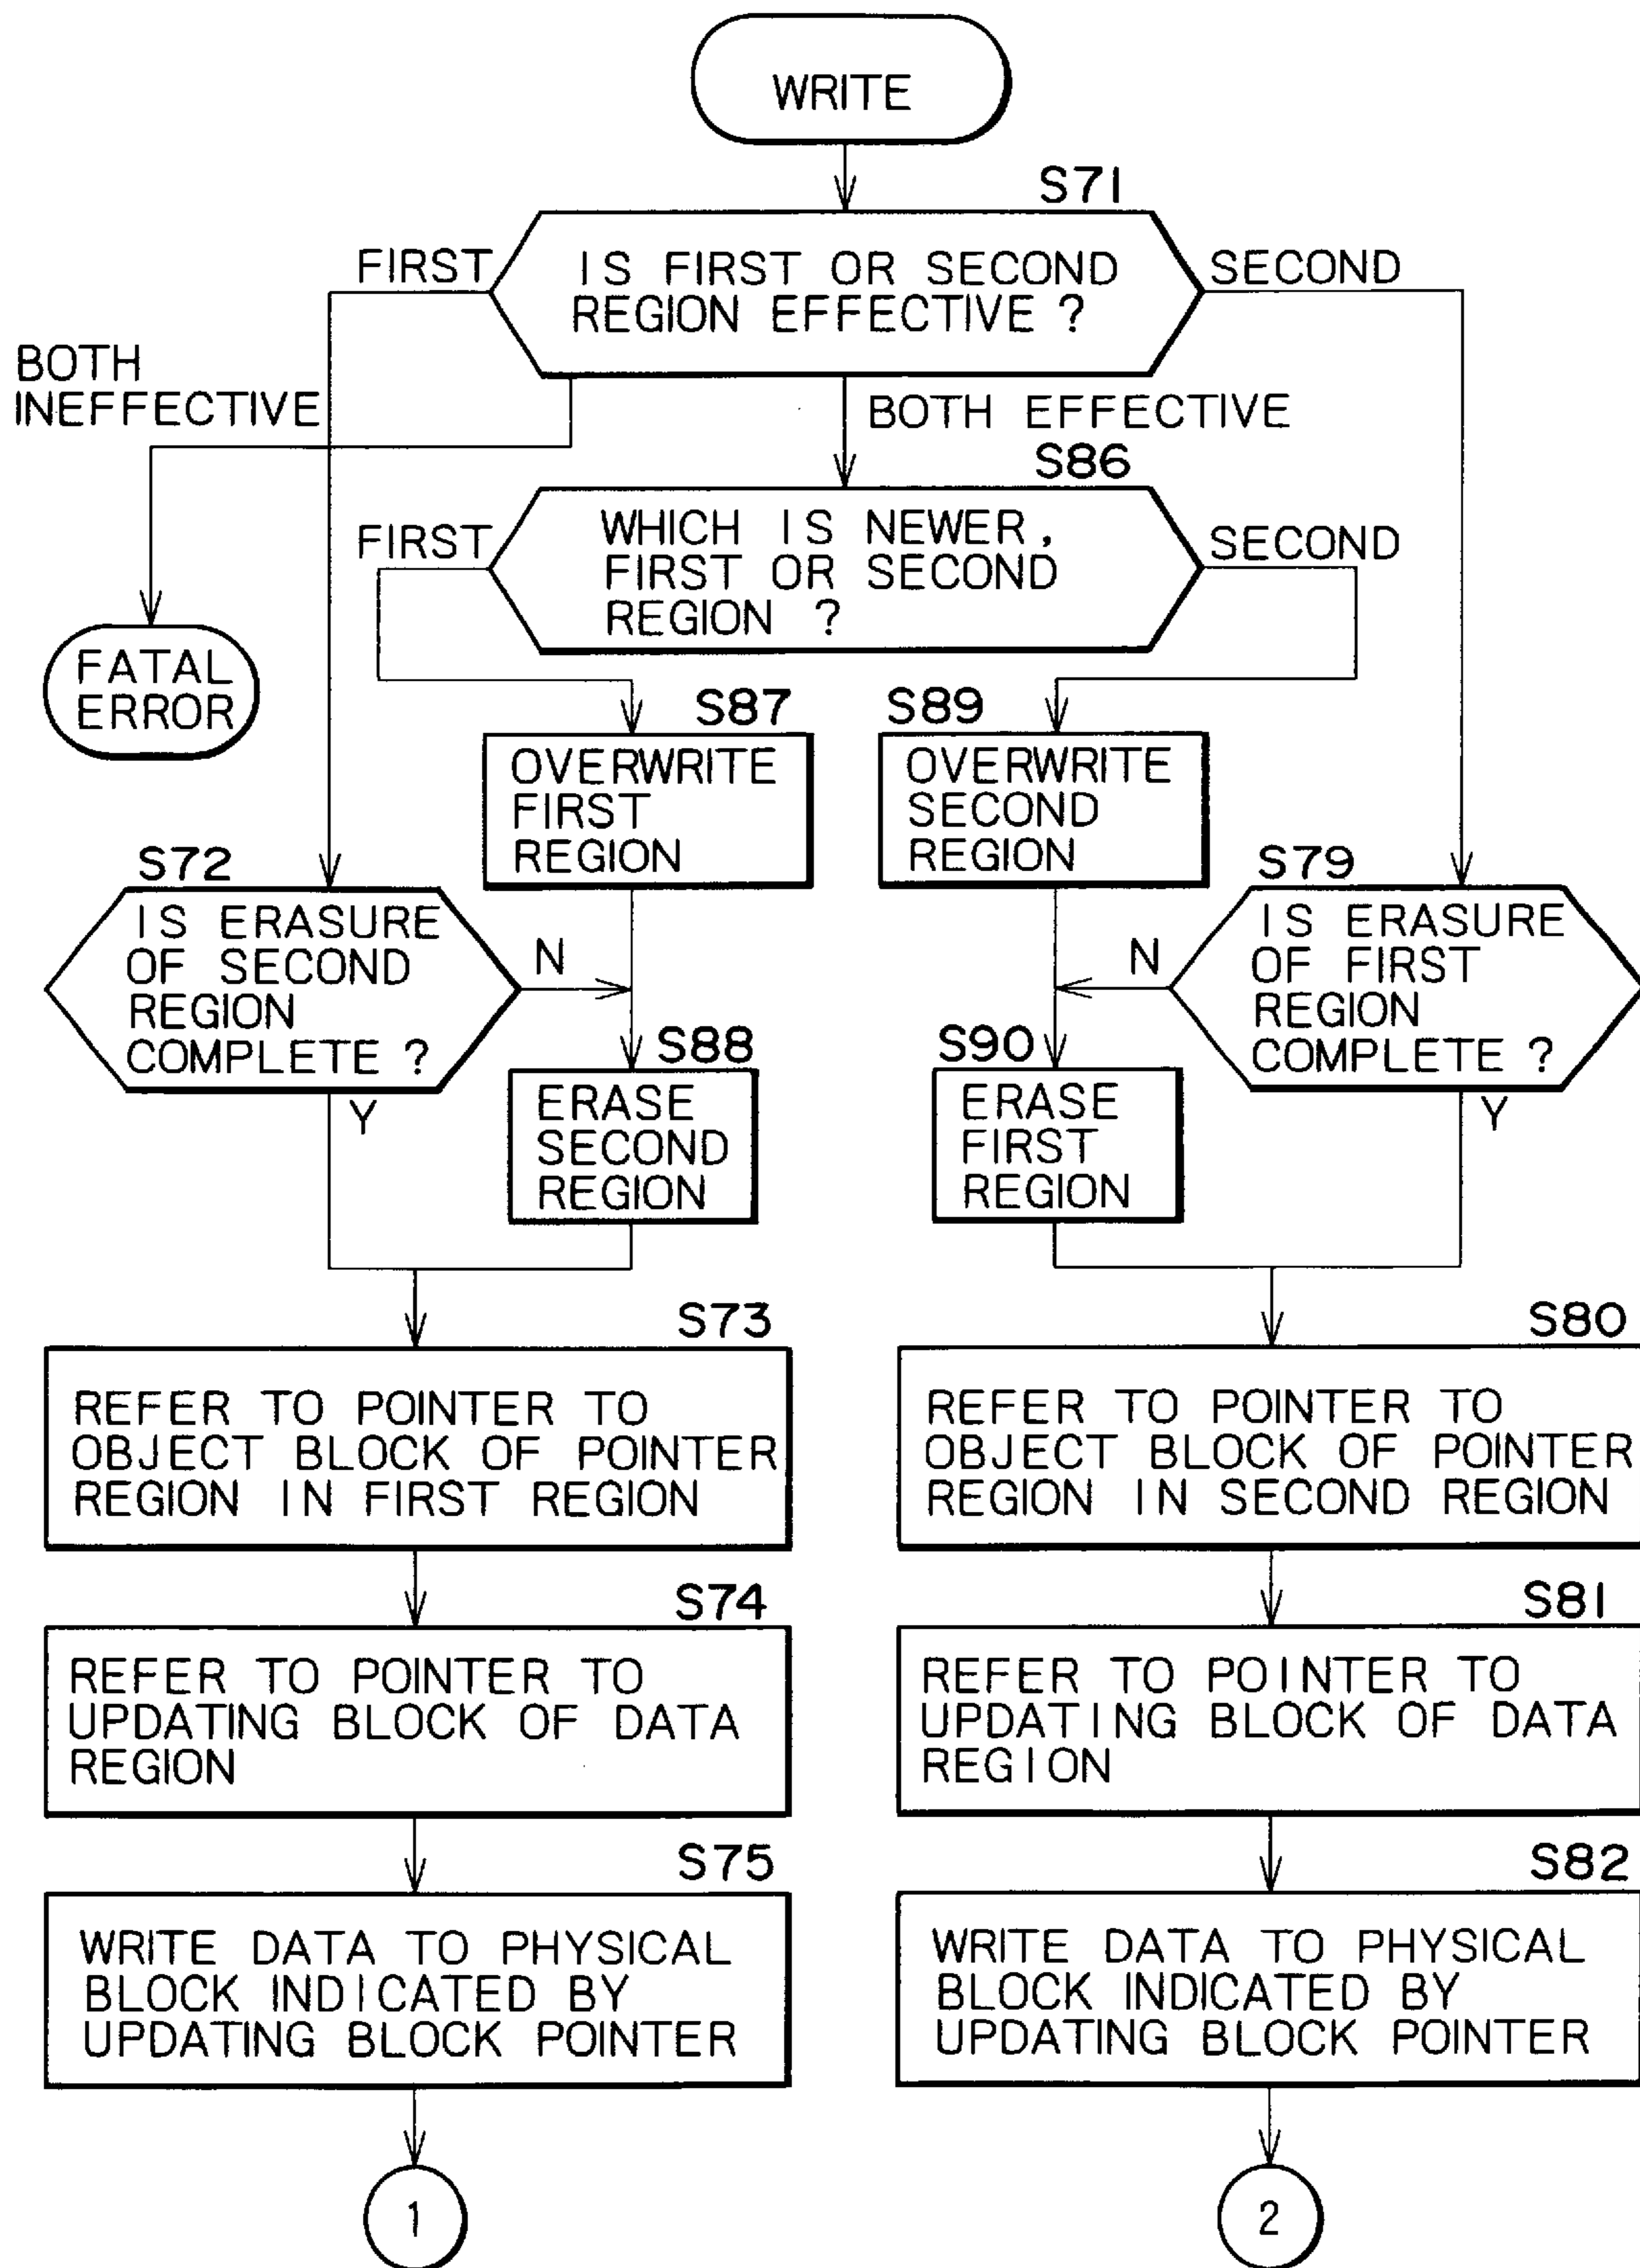 WRITE
S71
FIRST
IS FIRST OR SECOND
REGION EFFECTIVE ?
SECOND
BOTH
INEFFECTIVE
BOTH EFFECTIVE
S86
FIRST
WHICH IS NEWER,
FIRST OR SECOND
REGION ?
SECOND
FATAL
ERROR
S87
OVERWRITE
FIRST
REGION
S89
OVERWRITE
SECOND
REGION
S72
IS ERASURE
OF SECOND
REGION
COMPLETE ?
N
Y
S79
IS ERASURE
OF FIRST
REGION
COMPLETE ?
N
Y
S88
ERASE
SECOND
REGION
S90
ERASE
FIRST
REGION
S73
REFER TO POINTER TO
OBJECT BLOCK OF POINTER
REGION IN FIRST REGION
S80
REFER TO POINTER TO
OBJECT BLOCK OF POINTER
REGION IN SECOND REGION
S74
REFER TO POINTER TO
UPDATING BLOCK OF DATA
REGION
S81
REFER TO POINTER TO
UPDATING BLOCK OF DATA
REGION
S75
WRITE DATA TO PHYSICAL
BLOCK INDICATED BY
UPDATING BLOCK POINTER
S82
WRITE DATA TO PHYSICAL
BLOCK INDICATED BY
UPDATING BLOCK POINTER
1
2